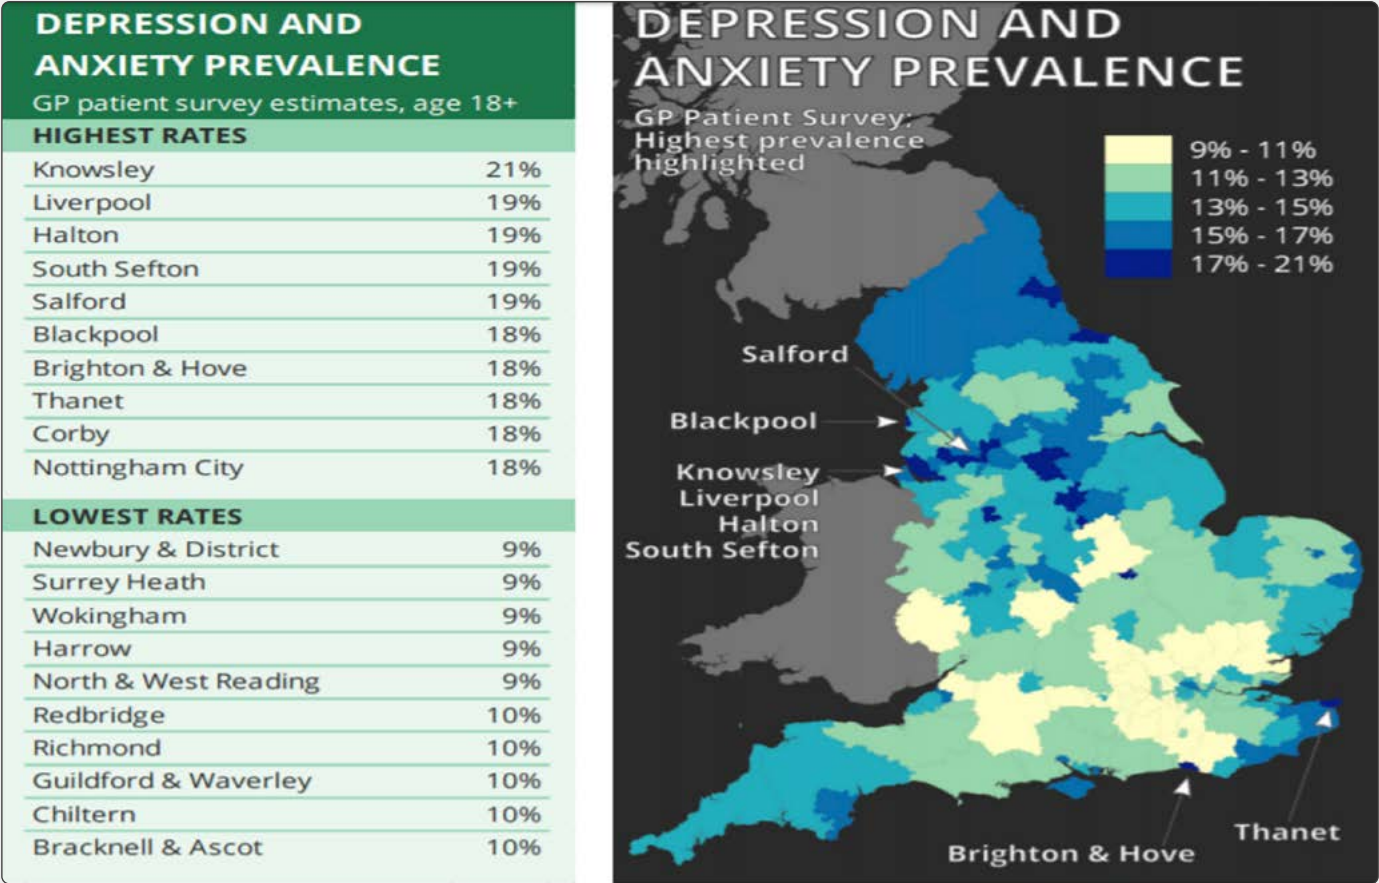 DEPRESSION AND
ANXIETY PREVALENCE
GP patient survey estimates, age 18+
HIGHEST RATES
Knowsley 21%
Liverpool 19%
Halton 19%
South Sefton 19%
Salford 19%
Blackpool 18%
Brighton & Hove 18%
Thanet 18%
Corby 18%
Nottingham City 18%
LOWEST RATES
Newbury & District 9%
Surrey Heath 9%
Wokingham 9%
Harrow 9%
North & West Reading 9%
Redbridge 10%
Richmond 10%
Guildford & Waverley 10%
Chiltern 10%
Bracknell & Ascot 10%
DEPRESSION AND
ANXIETY PREVALENCE
GP Patient Survey;
Highest prevalence
highlighted
9% - 11%
11% - 13%
13% - 15%
15% - 17%
17% - 21%
Salford
Blackpool
Knowsley
Liverpool
Halton
South Sefton
Thanet
Brighton & Hove